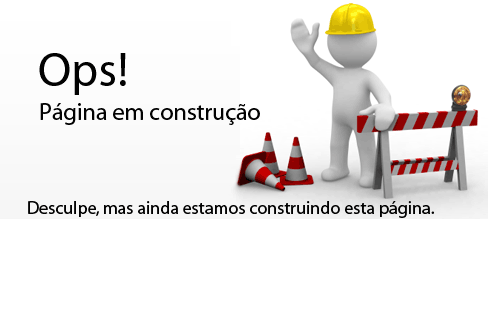 Ops!
Página em construção
Desculpe, mas ainda estamos construindo esta página.